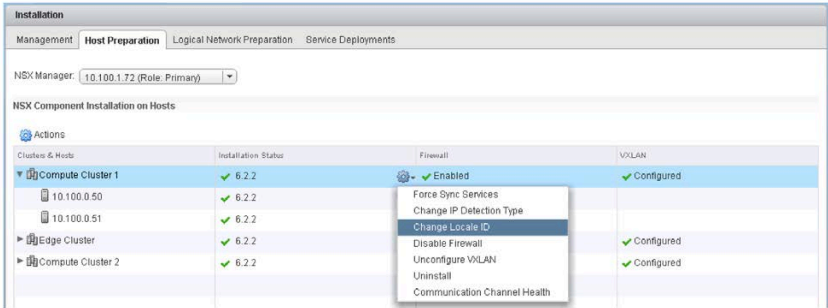 Installation
Management Host Preparation Logical Network Preparation Service Deployments
NSX Manager: 10.100.1.72 (Role: Primary)
NSX Component Installation on Hosts
Actions
Clusters & Hosts Installation Status Firewall VXLAN
Compute Cluster 1 6.2.2 Enabled Configured
10.100.0.50 6.2.2 Force Sync Services
Change IP Detection Type
10.100.0.51 6.2.2 Change Locale ID
Edge Cluster 6.2.2 Disable Firewall Configured
Unconfigure VXLAN
Compute Cluster 2 6.2.2 Configured
Uninstall
Communication Channel Health